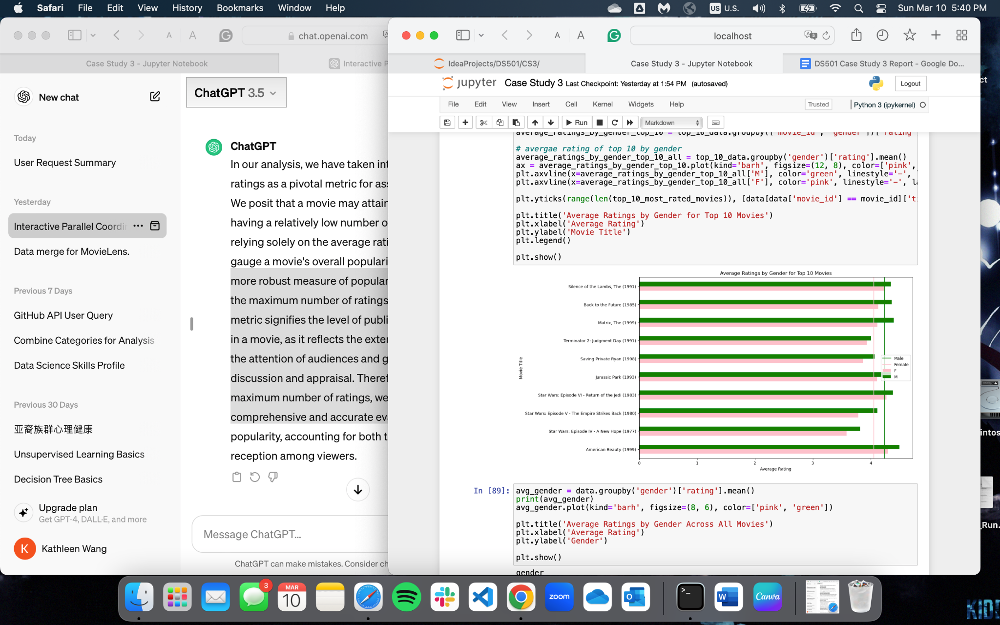 Safari File Edit View History Bookmarks Window Help US U.S. Sun Mar 10 5:40 PM
A A chat.openai.com
Case Study 3 - Jupyter Notebook Interactive P
New chat
Today
User Request Summary
Yesterday
Interactive Parallel Coordi
Data merge for MovieLens.
Previous 7 Days
GitHub API User Query
Combine Categories for Analysis
Data Science Skills Profile
Previous 30 Days
亚裔族群心理健康
Unsupervised Learning Basics
Decision Tree Basics
Upgrade plan
Get GPT-4, DALL·E, and more
K Kathleen Wang
ChatGPT 3.5
ChatGPT
In our analysis, we have taken int
ratings as a pivotal metric for ass
We posit that a movie may attain
having a relatively low number o
relying solely on the average rati
gauge a movie's overall populari
more robust measure of popular
the maximum number of ratings
metric signifies the level of publi
in a movie, as it reflects the exter
the attention of audiences and g
discussion and appraisal. Theref
maximum number of ratings, we
comprehensive and accurate eva
popularity, accounting for both t
reception among viewers.
Message ChatGPT...
ChatGPT can make mistakes. Consider ch
A A localhost
IdeaProjects/DS501/CS3/ Case Study 3 - Jupyter Notebook DS501 Case Study 3 Report - Google Do...
jupyter Case Study 3 Last Checkpoint: Yesterday at 1:54 PM (autosaved) Logout
File Edit View Insert Cell Kernel Widgets Help Trusted Python 3 (ipykernel)
Run Markdown
average_ratings_by_gender_top_10 = top_10_data.groupby(['movie_id', 'gender'])['rating'
# avergae rating of top 10 by gender
average_ratings_by_gender_top_10_all = top_10_data.groupby('gender')['rating'].mean()
ax = average_ratings_by_gender_top_10.plot(kind='barh', figsize=(12, 8), color=['pink',
plt.axvline(x=average_ratings_by_gender_top_10_all['M'], color='green', linestyle='-',
plt.axvline(x=average_ratings_by_gender_top_10_all['F'], color='pink', linestyle='-', la
plt.yticks(range(len(top_10_most_rated_movies)), [data[data['movie_id'] == movie_id]['t
plt.title('Average Ratings by Gender for Top 10 Movies')
plt.xlabel('Average Rating')
plt.ylabel('Movie Title')
plt.legend()
plt.show()
Average Ratings by Gender for Top 10 Movies
Silence of the Lambs, The (1991)
Back to the Future (1985)
Matrix, The (1999)
Terminator 2: Judgment Day (1991)
Saving Private Ryan (1998)
Jurassic Park (1993)
Star Wars: Episode VI - Return of the Jedi (1983)
Star Wars: Episode V - The Empire Strikes Back (1980)
Star Wars: Episode IV - A New Hope (1977)
American Beauty (1999)
Movie Title
Male
Female
F
M
0 1 2 3 4
Average Rating
In [89]:
avg_gender = data.groupby('gender')['rating'].mean()
print(avg_gender)
avg_gender.plot(kind='barh', figsize=(8, 6), color=['pink', 'green'])
plt.title('Average Ratings by Gender Across All Movies')
plt.xlabel('Average Rating')
plt.ylabel('Gender')
plt.show()
gender
ct
intos
_Run.
3
MAR
10
zoom
O
>_
W
Canva